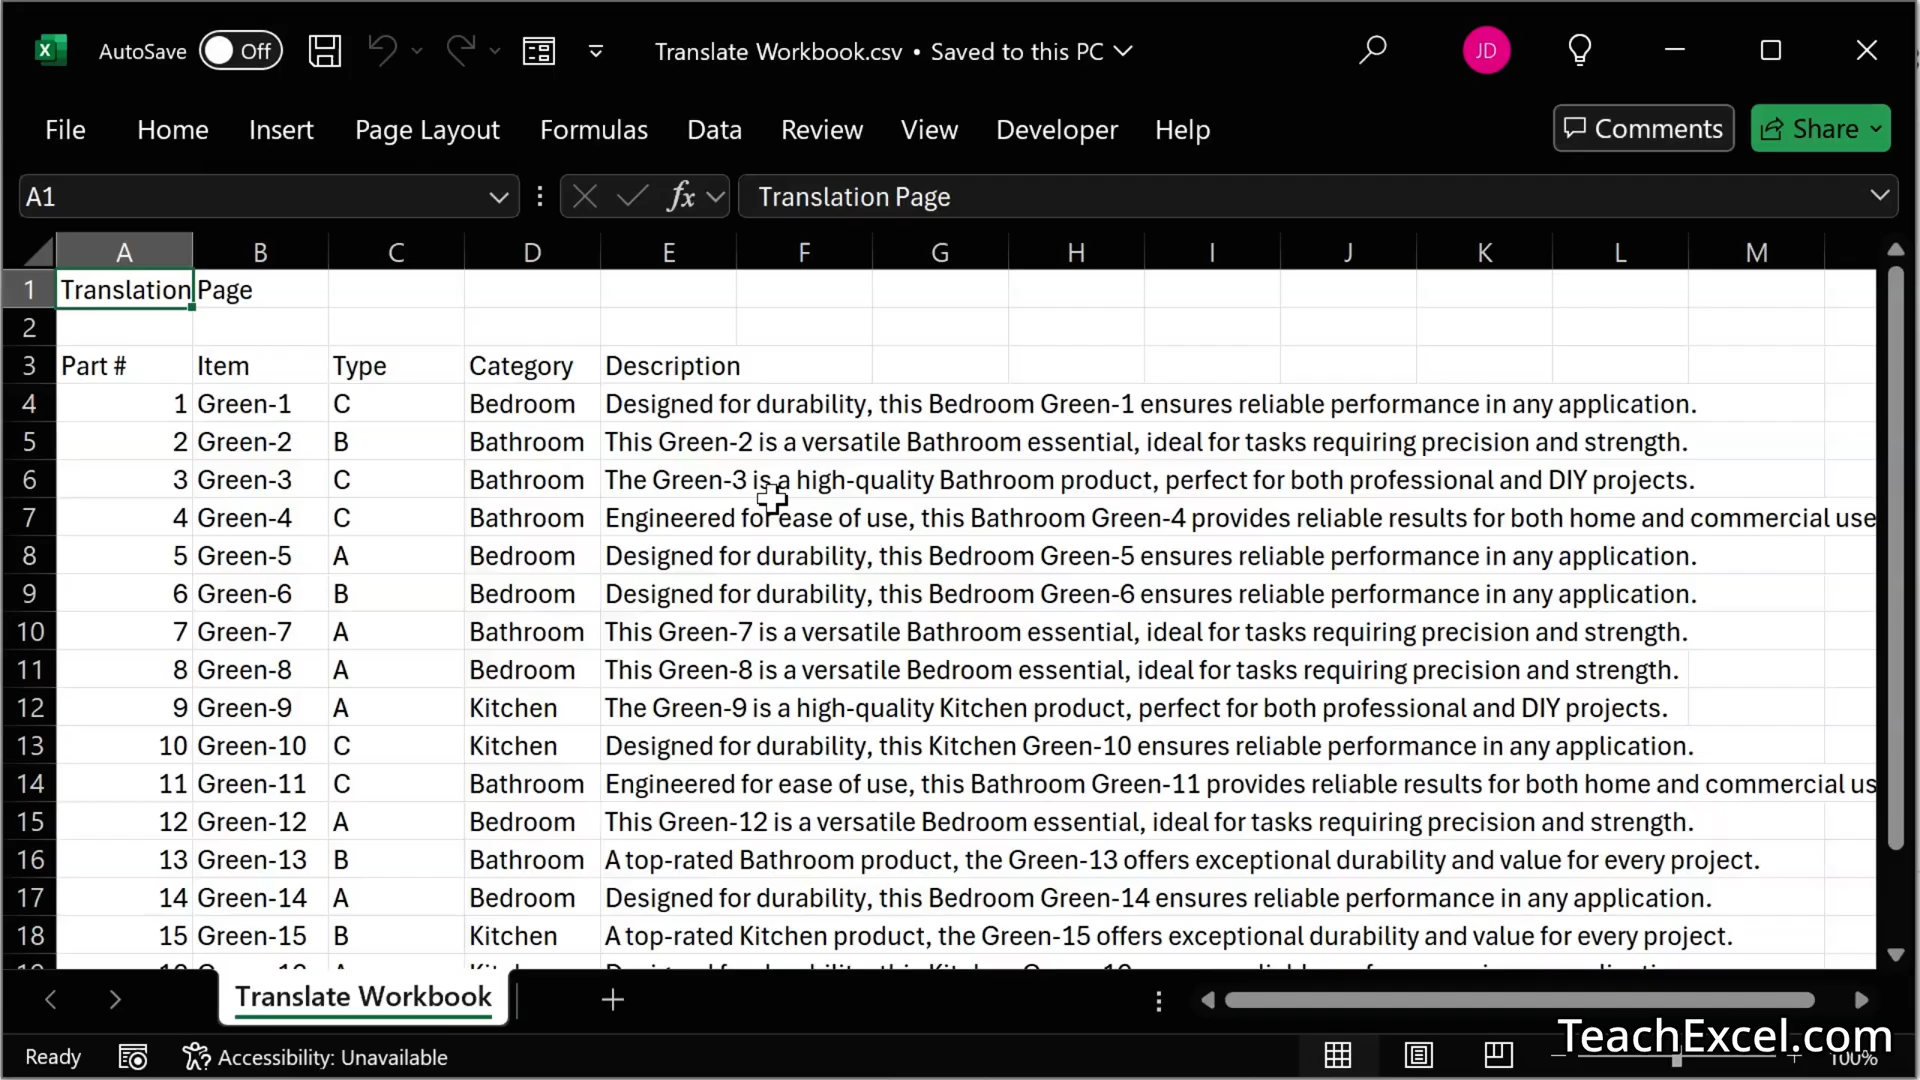 AutoSave Off Translate Workbook.csv • Saved to this PC JD
File Home Insert Page Layout Formulas Data Review View Developer Help Comments Share
A1 fx Translation Page
A B C D E F G H I J K L M
1 Translation Page
2
3 Part # Item Type Category Description
4 1 Green-1 C Bedroom Designed for durability, this Bedroom Green-1 ensures reliable performance in any application.
5 2 Green-2 B Bathroom This Green-2 is a versatile Bathroom essential, ideal for tasks requiring precision and strength.
6 3 Green-3 C Bathroom The Green-3 is a high-quality Bathroom product, perfect for both professional and DIY projects.
7 4 Green-4 C Bathroom Engineered for ease of use, this Bathroom Green-4 provides reliable results for both home and commercial use
8 5 Green-5 A Bedroom Designed for durability, this Bedroom Green-5 ensures reliable performance in any application.
9 6 Green-6 B Bedroom Designed for durability, this Bedroom Green-6 ensures reliable performance in any application.
10 7 Green-7 A Bathroom This Green-7 is a versatile Bathroom essential, ideal for tasks requiring precision and strength.
11 8 Green-8 A Bedroom This Green-8 is a versatile Bedroom essential, ideal for tasks requiring precision and strength.
12 9 Green-9 A Kitchen The Green-9 is a high-quality Kitchen product, perfect for both professional and DIY projects.
13 10 Green-10 C Kitchen Designed for durability, this Kitchen Green-10 ensures reliable performance in any application.
14 11 Green-11 C Bathroom Engineered for ease of use, this Bathroom Green-11 provides reliable results for both home and commercial us
15 12 Green-12 A Bedroom This Green-12 is a versatile Bedroom essential, ideal for tasks requiring precision and strength.
16 13 Green-13 B Bathroom A top-rated Bathroom product, the Green-13 offers exceptional durability and value for every project.
17 14 Green-14 A Bedroom Designed for durability, this Bedroom Green-14 ensures reliable performance in any application.
18 15 Green-15 B Kitchen A top-rated Kitchen product, the Green-15 offers exceptional durability and value for every project.
Translate Workbook
TeachExcel.com
Ready Accessibility: Unavailable 100%